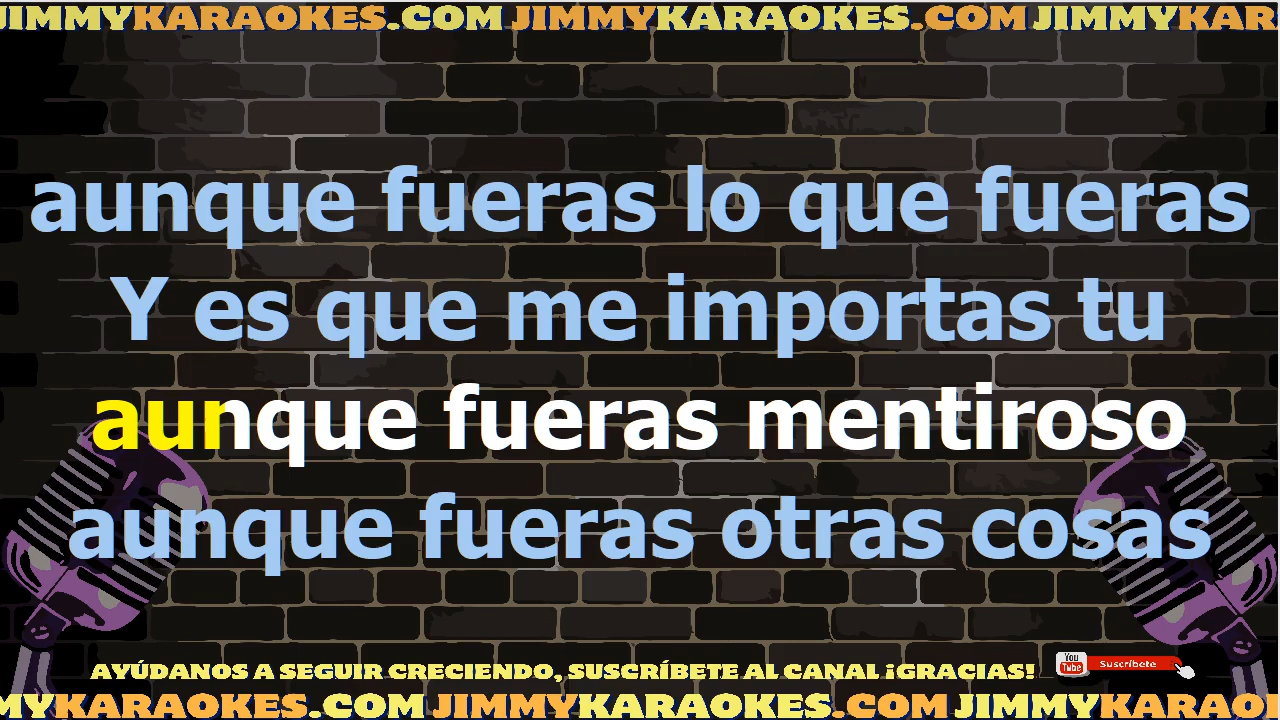 JIMMYKARAOKES.COM JIMMYKARAOKES.COM JIMMYKAR
aunque fueras lo que fueras
Y es que me importas tu
aunque fueras mentiroso
aunque fueras otras cosas
AYÚDANOS A SEGUIR CRECIENDO, SUSCRÍBETE AL CANAL ¡GRACIAS!
You Tube Suscríbete
MYKARAOKES.COM JIMMYKARAOKES.COM JIMMYKARAO